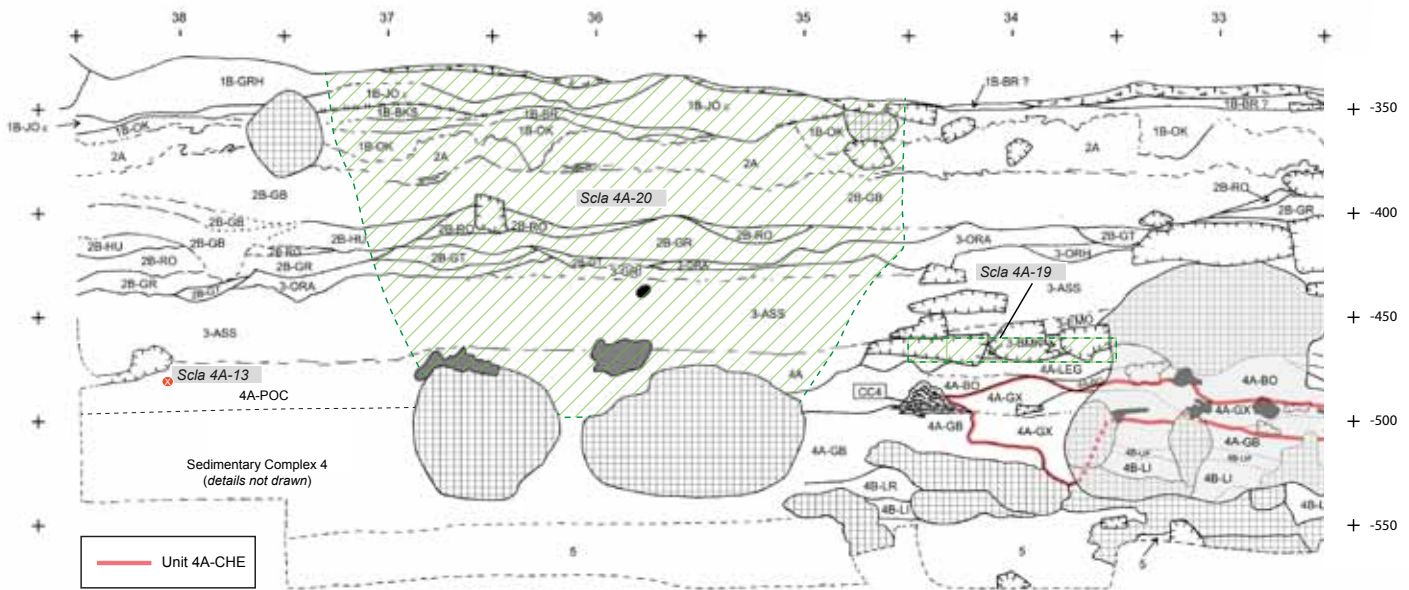 38 37 36 35 34 33
1B-GRH
1B-BR ?
1B-JO
1B-JO
1B-BR ?
-350
1B-BKS
1B-BR
1B-JO
1B-OK
1B-OK
1B-OK
1B-OK
1B-OK
2A
2A
2A
2A
2B-GB
Scla 4A-20
2B-GB
2B-RO
2B-GB
2B-GR
-400
2B-HU
2B-GB
2B-HU
2B-RO
2B-RO
2B-RO
2B-GT
2B-RO
2B-RO
2B-GR
3-ORA
2B-GR
2B-GR
2B-GT
3-ORA
3-ORH
2B-GT
3-ORA
Scla 4A-19
3-ASS
3-ASS
3-ASS
-450
Scla 4A-13
4A
4A-LEG
4A-POC
CC4
4A-BO
4A-GX
4A-BO
4A-GX
-500
4A-GB
4A-GX
4A-GB
4A-GB
Sedimentary Complex 4
(details not drawn)
4B-LI
4B-LI
4B-LR
4B-LI
-550
5
5
5
Unit 4A-CHE